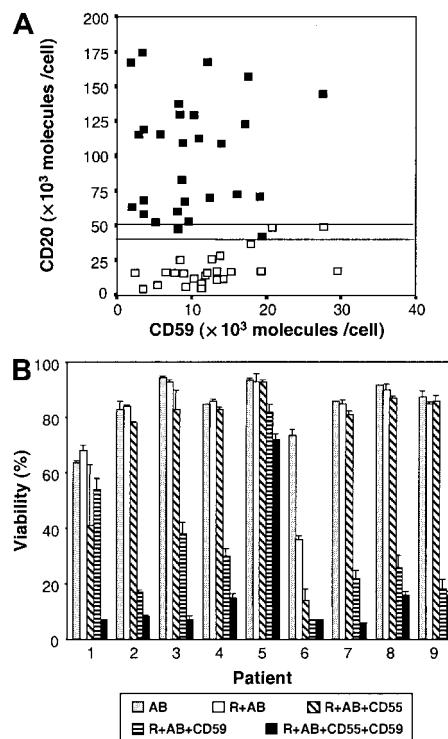 A
200
175
150
125
100
75
50
25
0
CD20 (×10³ molecules /cell)
0 10 20 30 40
CD59 (×10³ molecules /cell)
B
100
80
60
40
20
0
Viability (%)
1 2 3 4 5 6 7 8 9
Patient
AB R+AB R+AB+CD55
R+AB+CD59 R+AB+CD55+CD59